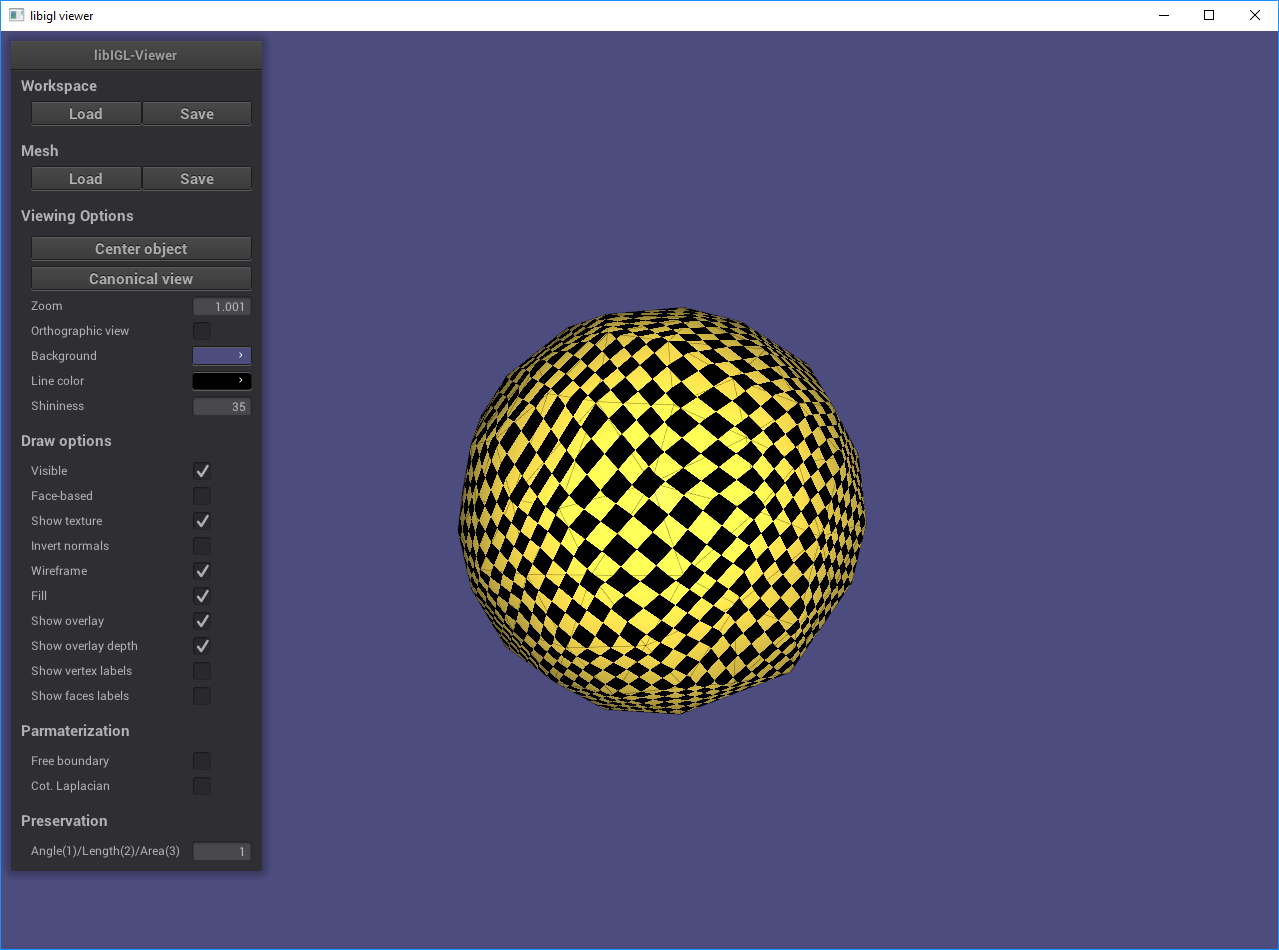 libigl viewer
libIGL-Viewer
Workspace
Load Save
Mesh
Load Save
Viewing Options
Center object
Canonical view
Zoom 1.001
Orthographic view
Background
Line color
Shininess 35
Draw options
Visible
Face-based
Show texture
Invert normals
Wireframe
Fill
Show overlay
Show overlay depth
Show vertex labels
Show faces labels
Parmaterization
Free boundary
Cot. Laplacian
Preservation
Angle(1)/Length(2)/Area(3) 1